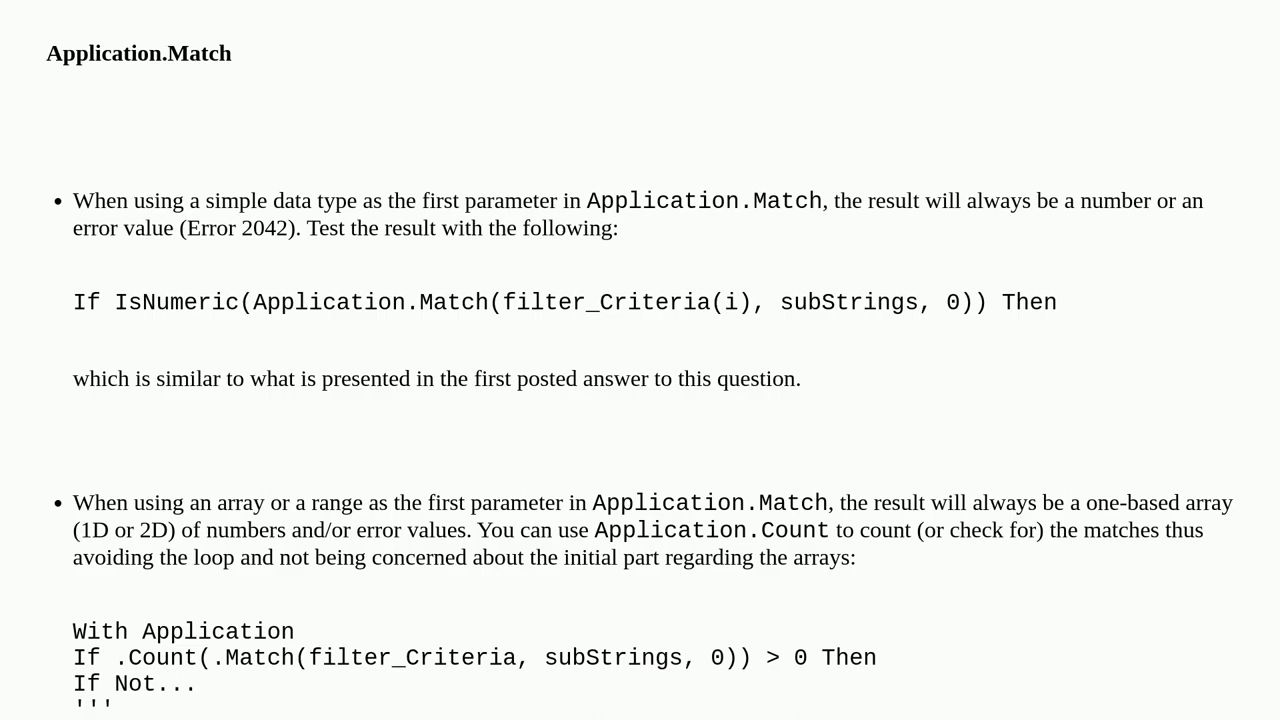 Application.Match
• When using a simple data type as the first parameter in Application.Match, the result will always be a number or an
error value (Error 2042). Test the result with the following:
If IsNumeric(Application.Match(filter_Criteria(i), subStrings, 0)) Then
which is similar to what is presented in the first posted answer to this question.
• When using an array or a range as the first parameter in Application.Match, the result will always be a one-based array
(1D or 2D) of numbers and/or error values. You can use Application.Count to count (or check for) the matches thus
avoiding the loop and not being concerned about the initial part regarding the arrays:
With Application
If .Count(.Match(filter_Criteria, subStrings, 0)) > 0 Then
If Not...
'''